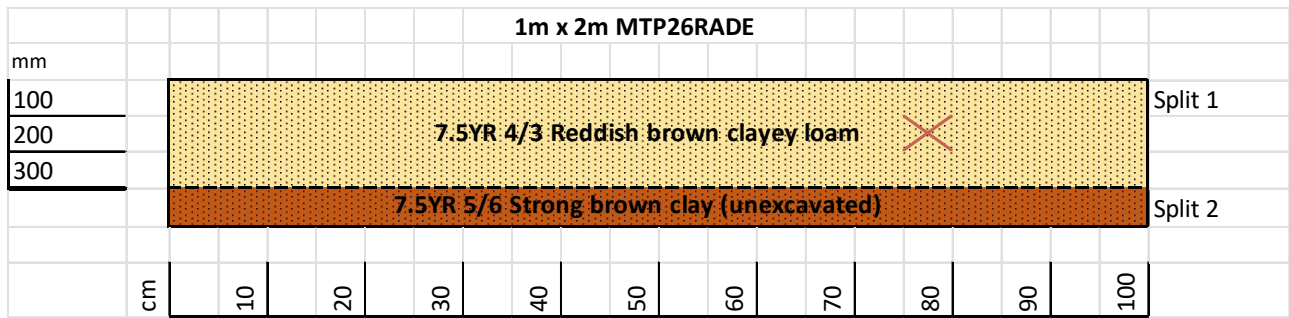 1m x 2m MTP26RADE
mm
100 Split 1
200 7.5YR 4/3 Reddish brown clayey loam
300
7.5YR 5/6 Strong brown clay (unexcavated) Split 2
cm 10 20 30 40 50 60 70 80 90 100